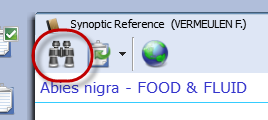 Synoptic Reference (VERMEULEN F.)
Abies nigra - FOOD & FLUID